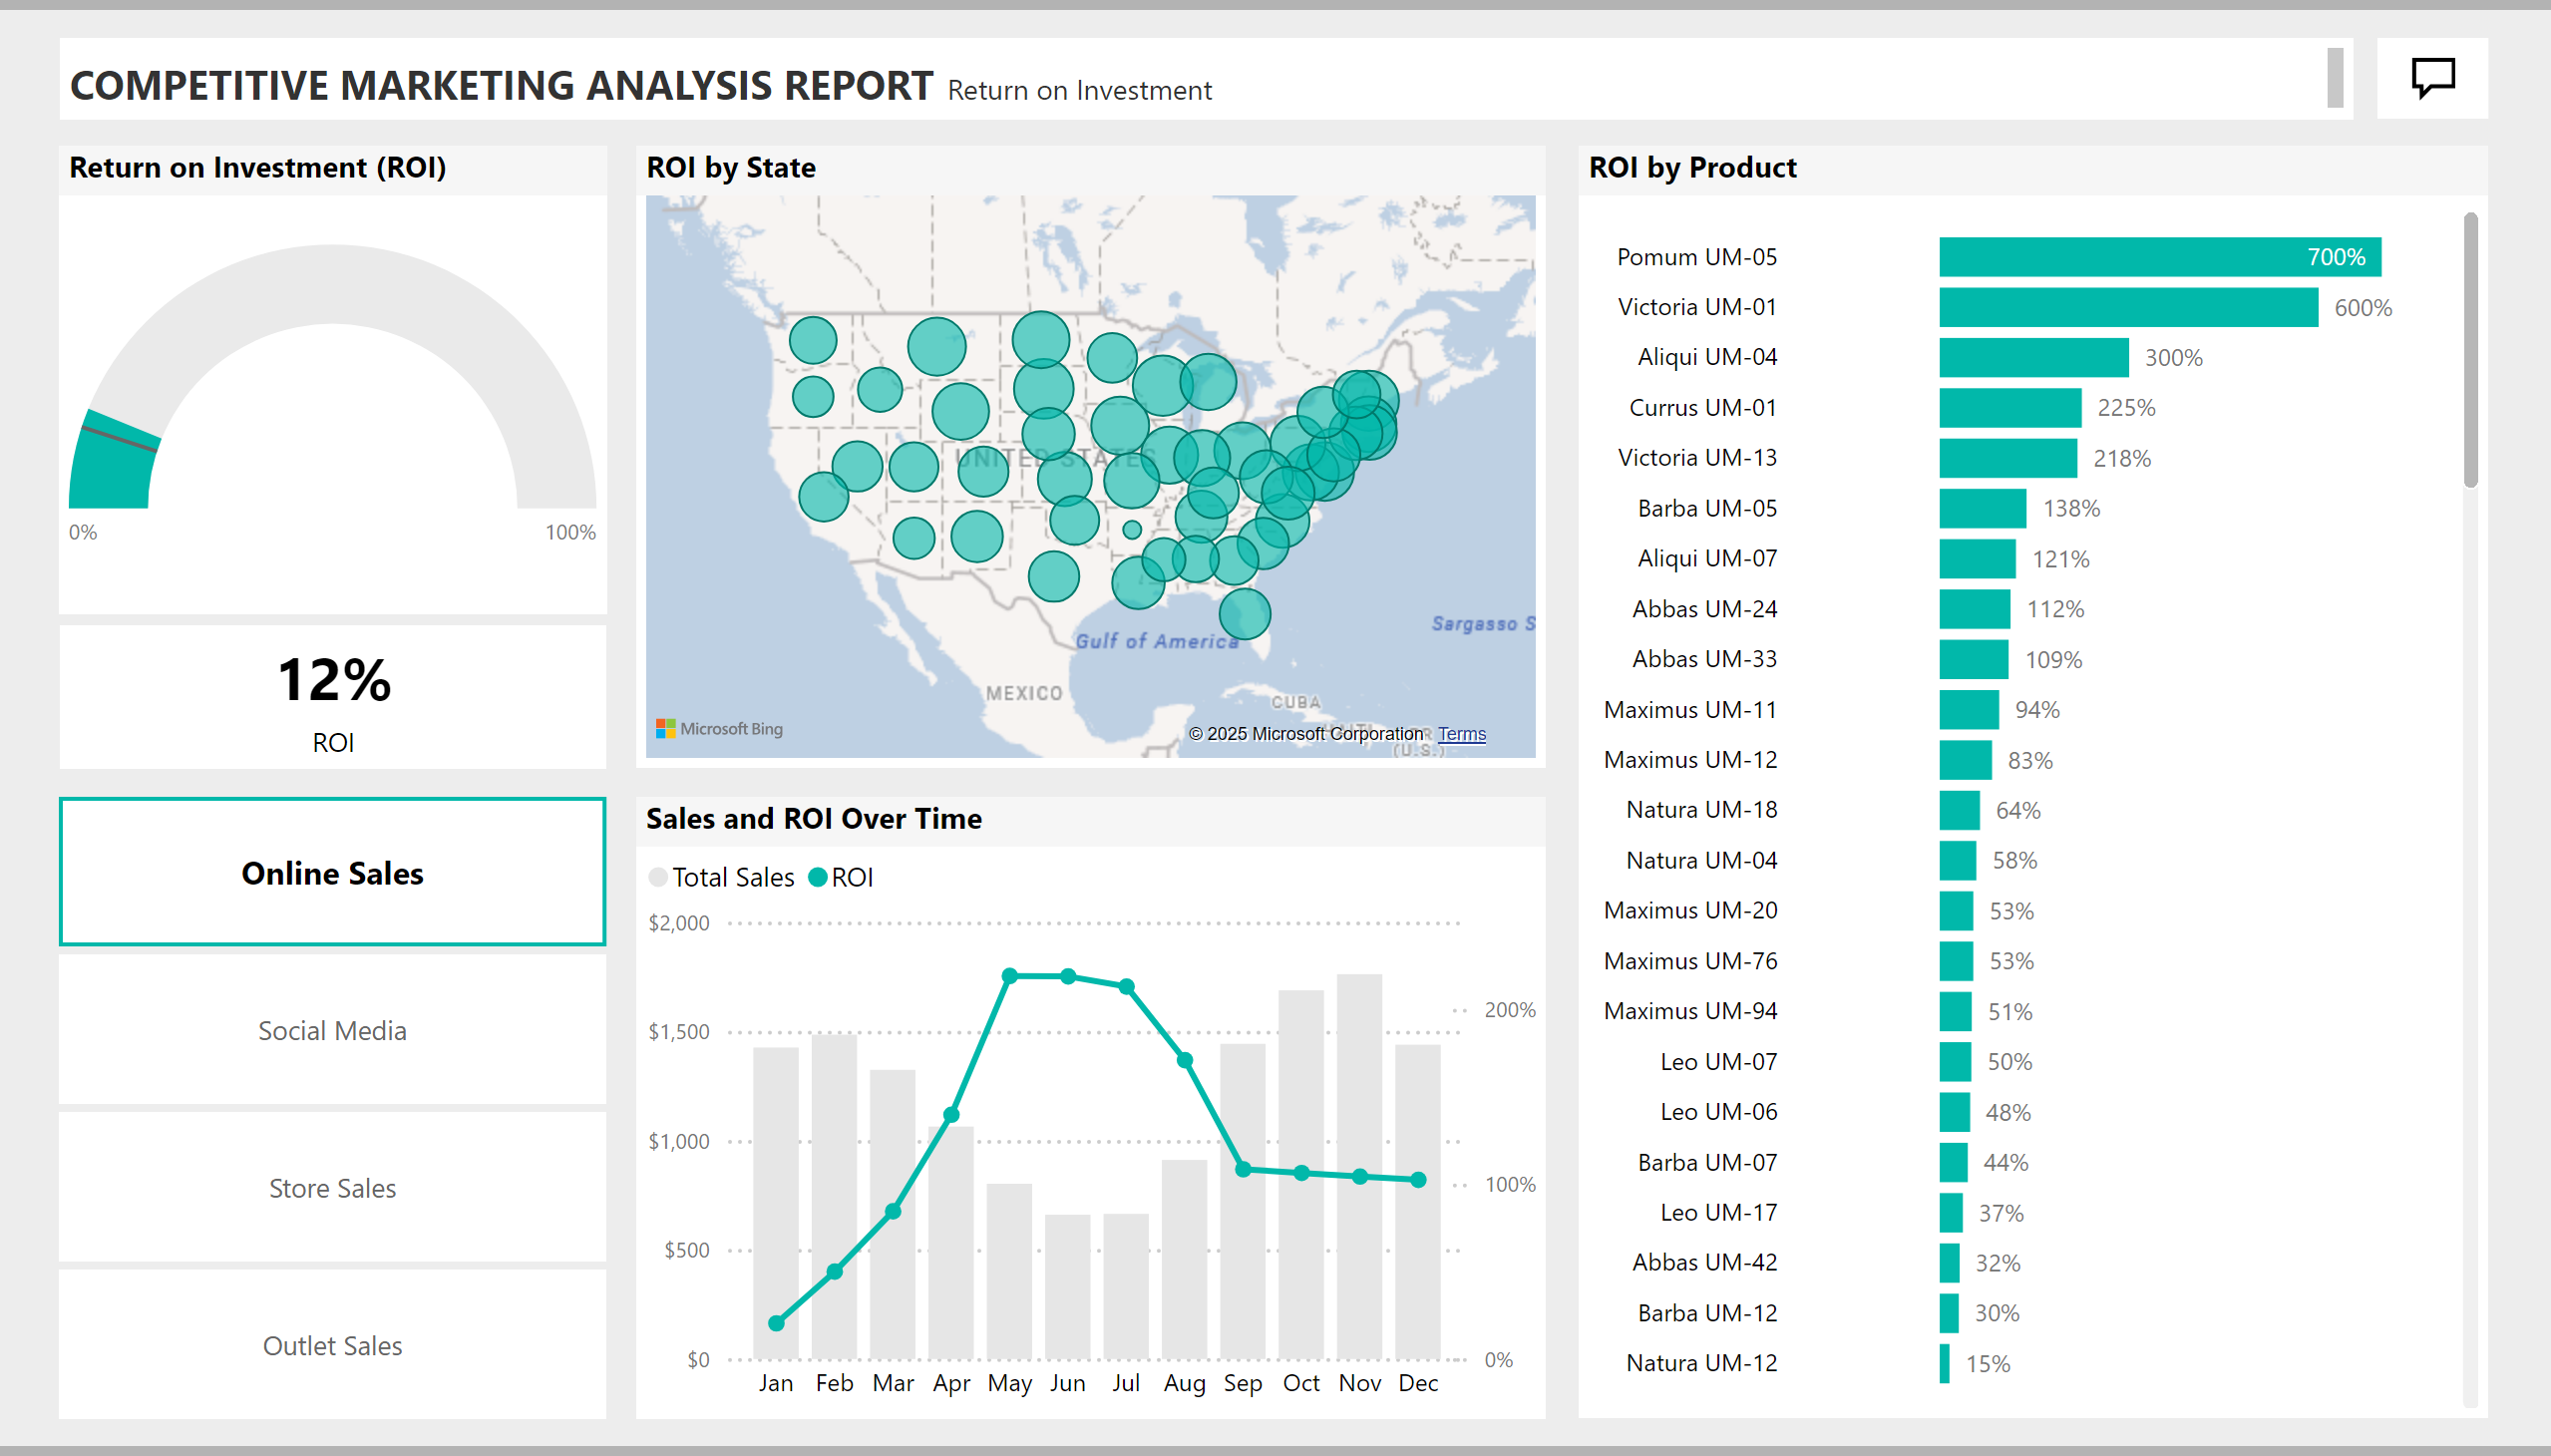 COMPETITIVE MARKETING ANALYSIS REPORT Return on Investment
Return on Investment (ROI)
0%
100%
12%
ROI
Online Sales
Social Media
Store Sales
Outlet Sales
ROI by State
UNITED STATES
Gulf of America
Sargasso S
MEXICO
CUBA
Microsoft Bing
© 2025 Microsoft Corporation Terms
(U.S.)
Sales and ROI Over Time
Total Sales ROI
$2,000
$1,500
$1,000
$500
$0
200%
100%
0%
Jan Feb Mar Apr May Jun Jul Aug Sep Oct Nov Dec
ROI by Product
Pomum UM-05 700%
Victoria UM-01 600%
Aliqui UM-04 300%
Currus UM-01 225%
Victoria UM-13 218%
Barba UM-05 138%
Aliqui UM-07 121%
Abbas UM-24 112%
Abbas UM-33 109%
Maximus UM-11 94%
Maximus UM-12 83%
Natura UM-18 64%
Natura UM-04 58%
Maximus UM-20 53%
Maximus UM-76 53%
Maximus UM-94 51%
Leo UM-07 50%
Leo UM-06 48%
Barba UM-07 44%
Leo UM-17 37%
Abbas UM-42 32%
Barba UM-12 30%
Natura UM-12 15%